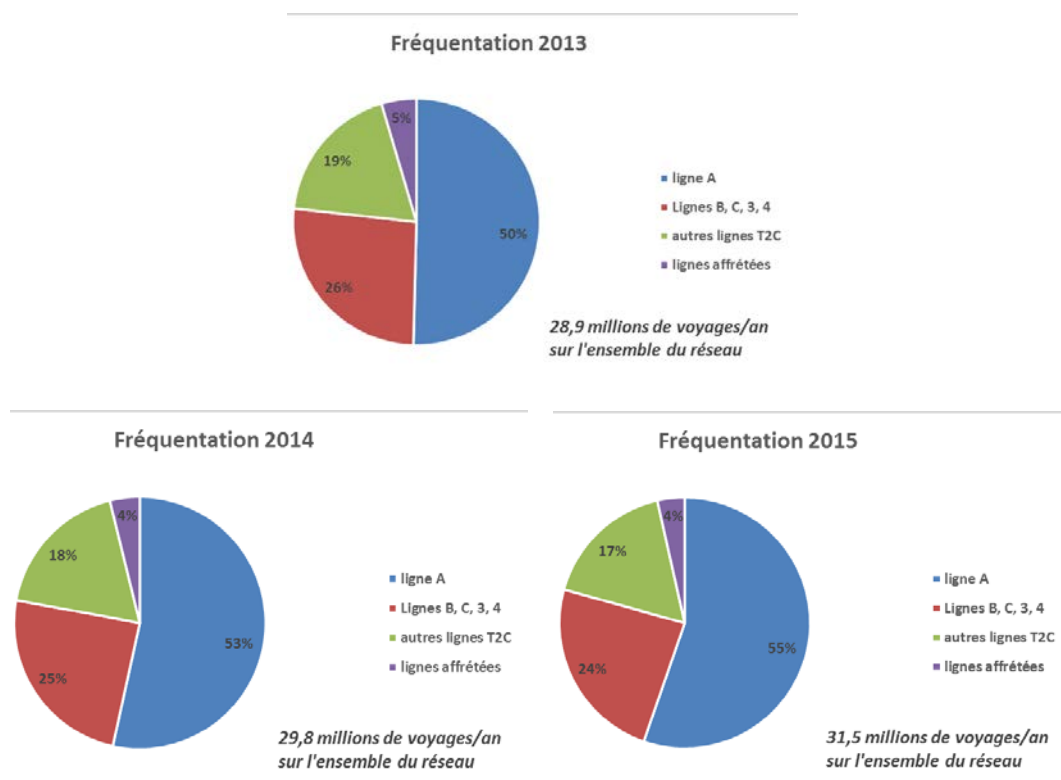 Fréquentation 2013
5%
19%
50%
26%
ligne A
Lignes B, C, 3, 4
autres lignes T2C
lignes affrétées
28,9 millions de voyages/an
sur l'ensemble du réseau
Fréquentation 2014
4%
18%
53%
25%
ligne A
Lignes B, C, 3, 4
autres lignes T2C
lignes affrétées
29,8 millions de voyages/an
sur l'ensemble du réseau
Fréquentation 2015
4%
17%
55%
24%
ligne A
Lignes B, C, 3, 4
autres lignes T2C
lignes affrétées
31,5 millions de voyages/an
sur l'ensemble du réseau